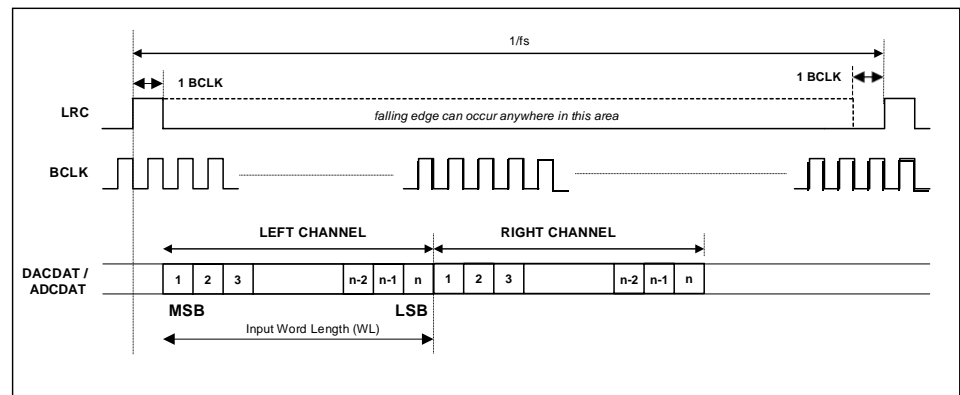 1/fs
1 BCLK
1 BCLK
LRC
falling edge can occur anywhere in this area
BCLK
LEFT CHANNEL
RIGHT CHANNEL
DACDAT /
ADCDAT
1 2 3 n-2 n-1 n 1 2 3 n-2 n-1 n
MSB LSB
Input Word Length (WL)